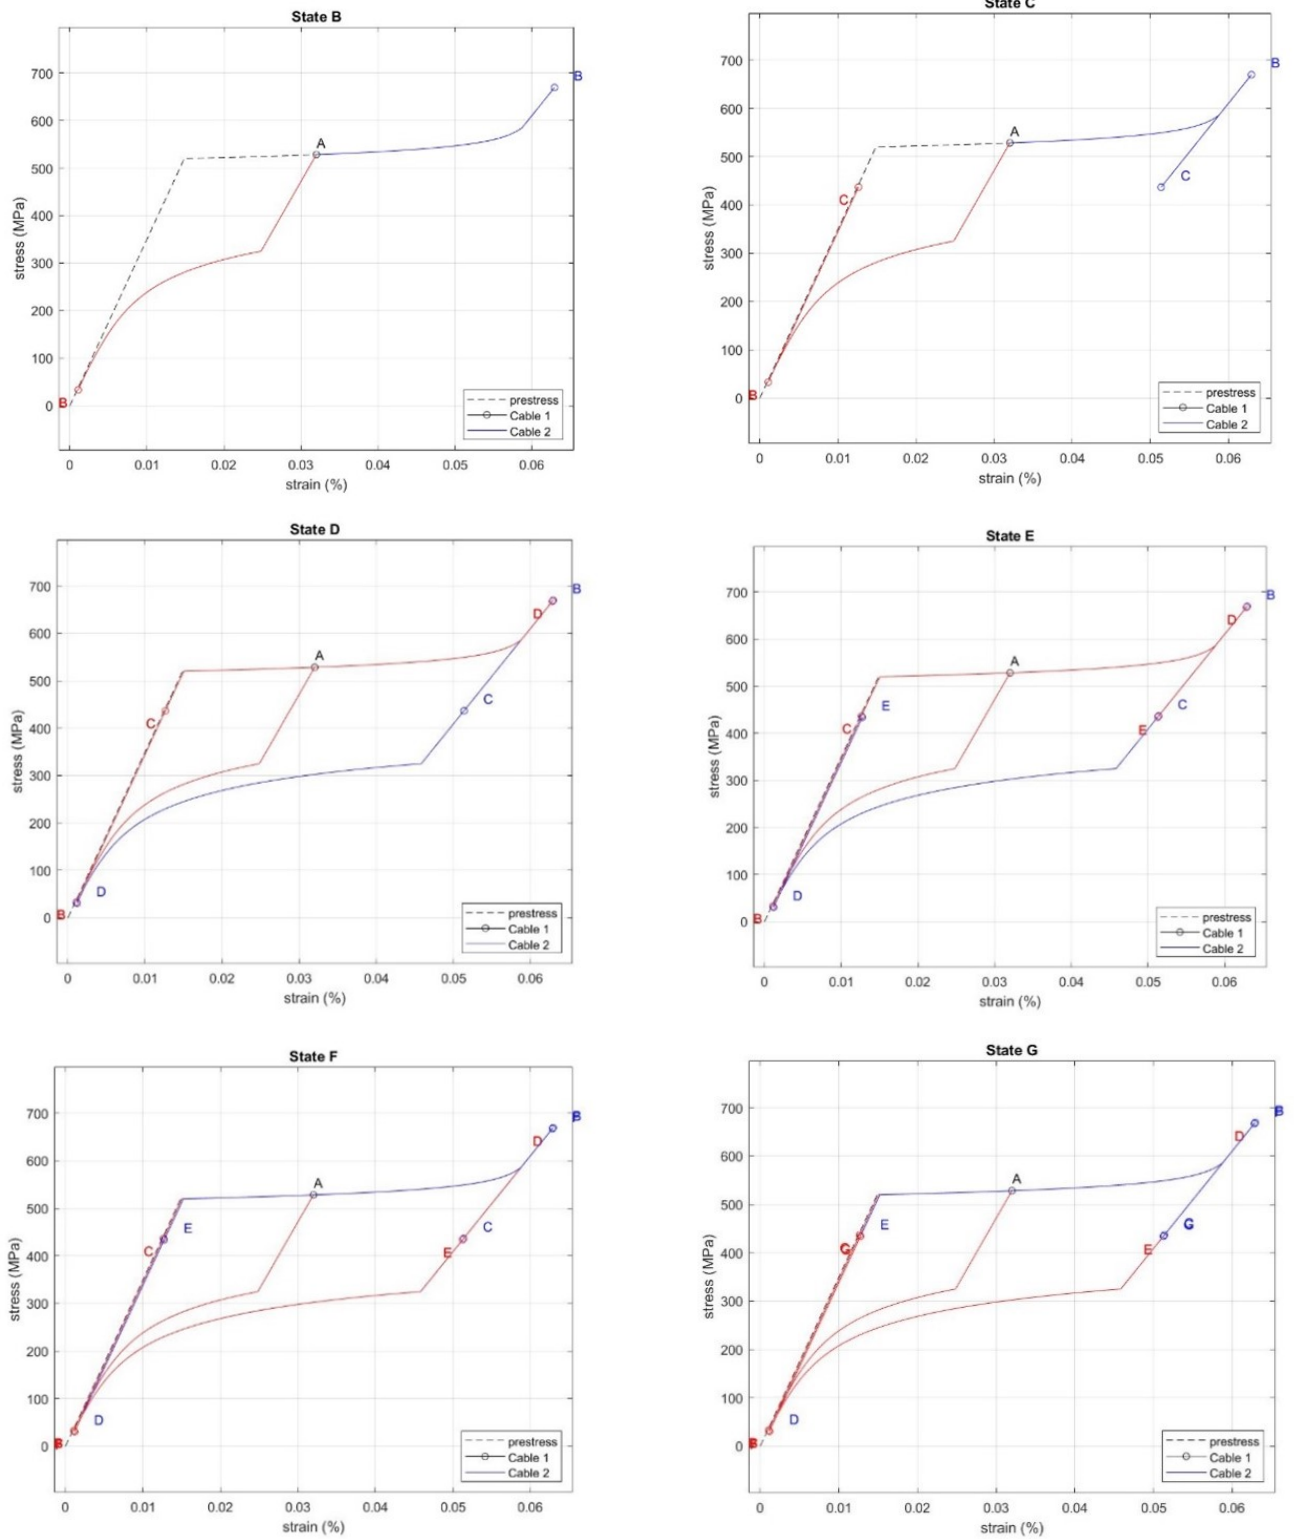 State B
stress (MPa)
700
600
500
400
300
200
100
0
B
A
B
prestress
Cable 1
Cable 2
0 0.01 0.02 0.03 0.04 0.05 0.06
strain (%)
State C
stress (MPa)
700
600
500
400
300
200
100
0
B
A
C
C
B
prestress
Cable 1
Cable 2
0 0.01 0.02 0.03 0.04 0.05 0.06
strain (%)
State D
stress (MPa)
700
600
500
400
300
200
100
0
B
D
A
C
C
D
B
prestress
Cable 1
Cable 2
0 0.01 0.02 0.03 0.04 0.05 0.06
strain (%)
State E
stress (MPa)
700
600
500
400
300
200
100
0
B
D
A
E
C
C
E
D
B
prestress
Cable 1
Cable 2
0 0.01 0.02 0.03 0.04 0.05 0.06
strain (%)
State F
stress (MPa)
700
600
500
400
300
200
100
0
D
A
E
C
C
E
D
prestress
Cable 1
Cable 2
0 0.01 0.02 0.03 0.04 0.05 0.06
strain (%)
State G
stress (MPa)
700
600
500
400
300
200
100
0
D
A
E
G
G
E
D
prestress
Cable 1
Cable 2
0 0.01 0.02 0.03 0.04 0.05 0.06
strain (%)